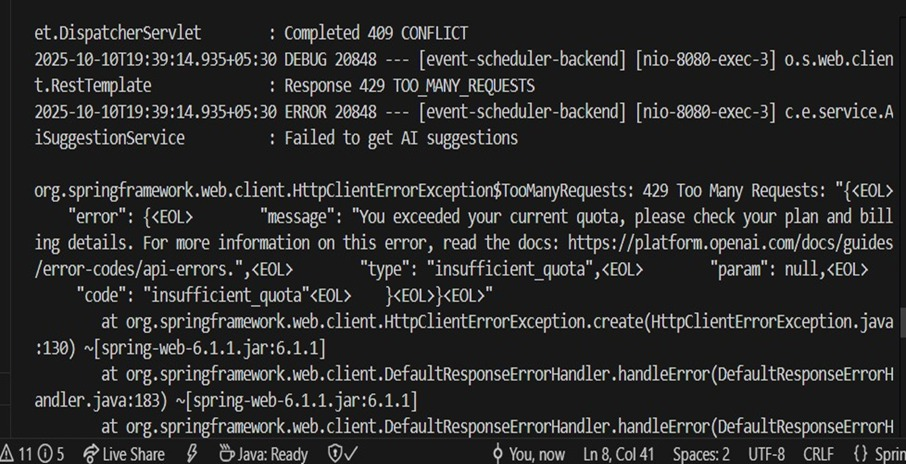 et.DispatcherServlet       : Completed 409 CONFLICT
2025-10-10T19:39:14.935+05:30 DEBUG 20848 --- [event-scheduler-backend] [nio-8080-exec-3] o.s.web.clien
t.RestTemplate             : Response 429 TOO_MANY_REQUESTS
2025-10-10T19:39:14.935+05:30 ERROR 20848 --- [event-scheduler-backend] [nio-8080-exec-3] c.e.service.A
iSuggestionService         : Failed to get AI suggestions
org.springframework.web.client.HttpClientErrorException$TooManyRequests: 429 Too Many Requests: "{<EOL>
    "error": {<EOL>        "message": "You exceeded your current quota, please check your plan and bill
ing details. For more information on this error, read the docs: https://platform.openai.com/docs/guides
/error-codes/api-errors.",<EOL>        "type": "insufficient_quota",<EOL>        "param": null,<EOL>
     "code": "insufficient_quota"<EOL>    }<EOL>}<EOL>"
        at org.springframework.web.client.HttpClientErrorException.create(HttpClientErrorException.java
:130) ~[spring-web-6.1.1.jar:6.1.1]
        at org.springframework.web.client.DefaultResponseErrorHandler.handleError(DefaultResponseErrorH
andler.java:183) ~[spring-web-6.1.1.jar:6.1.1]
        at org.springframework.web.client.DefaultResponseErrorHandler.handleError(DefaultResponseErrorH
11 5 Live Share Java: Ready You, now Ln 8, Col 41 Spaces: 2 UTF-8 CRLF {} Sprin